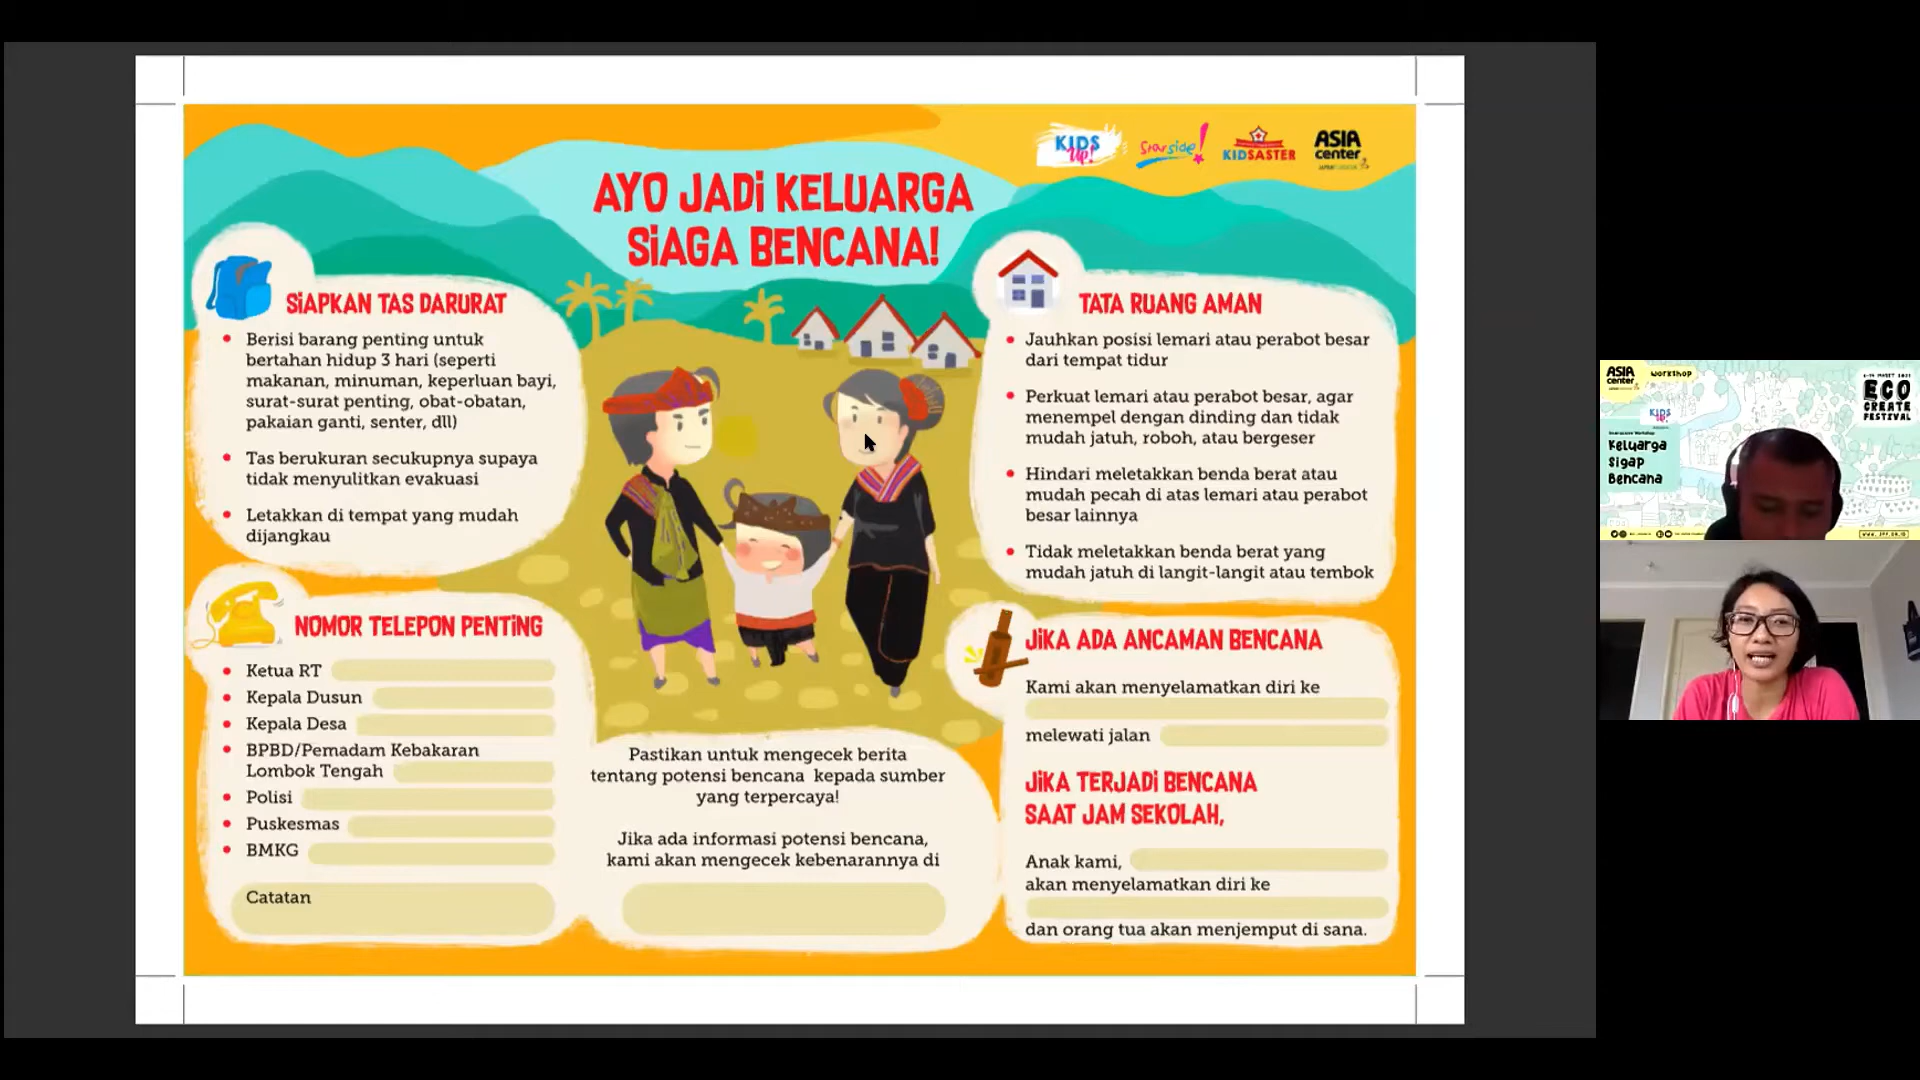 KIDS
Up!
Starside!
KIDSASTER
ASIA
center
AYO JADI KELUARGA
SIAGA BENCANA!
SIAPKAN TAS DARURAT
Berisi barang penting untuk
bertahan hidup 3 hari (seperti
makanan, minuman, keperluan bayi,
surat-surat penting, obat-obatan,
pakaian ganti, senter, dll)
Tas berukuran secukupnya supaya
tidak menyulitkan evakuasi
Letakkan di tempat yang mudah
dijangkau
NOMOR TELEPON PENTING
Ketua RT
Kepala Dusun
Kepala Desa
BPBD/Pemadam Kebakaran
Lombok Tengah
Polisi
Puskesmas
BMKG
Catatan
Pastikan untuk mengecek berita
tentang potensi bencana kepada sumber
yang terpercaya!
Jika ada informasi potensi bencana,
kami akan mengecek kebenarannya di
TATA RUANG AMAN
Jauhkan posisi lemari atau perabot besar
dari tempat tidur
Perkuat lemari atau perabot besar, agar
menempel dengan dinding dan tidak
mudah jatuh, roboh, atau bergeser
Hindari meletakkan benda berat atau
mudah pecah di atas lemari atau perabot
besar lainnya
Tidak meletakkan benda berat yang
mudah jatuh di langit-langit atau tembok
JIKA ADA ANCAMAN BENCANA
Kami akan menyelamatkan diri ke
melewati jalan
JIKA TERJADI BENCANA
SAAT JAM SEKOLAH,
Anak kami,
akan menyelamatkan diri ke
dan orang tua akan menjemput di sana.
ASIA
center
workshop
ECO
CREATE
FESTIVAL
KIDS
Up!
Keluarga
Sigap
Bencana